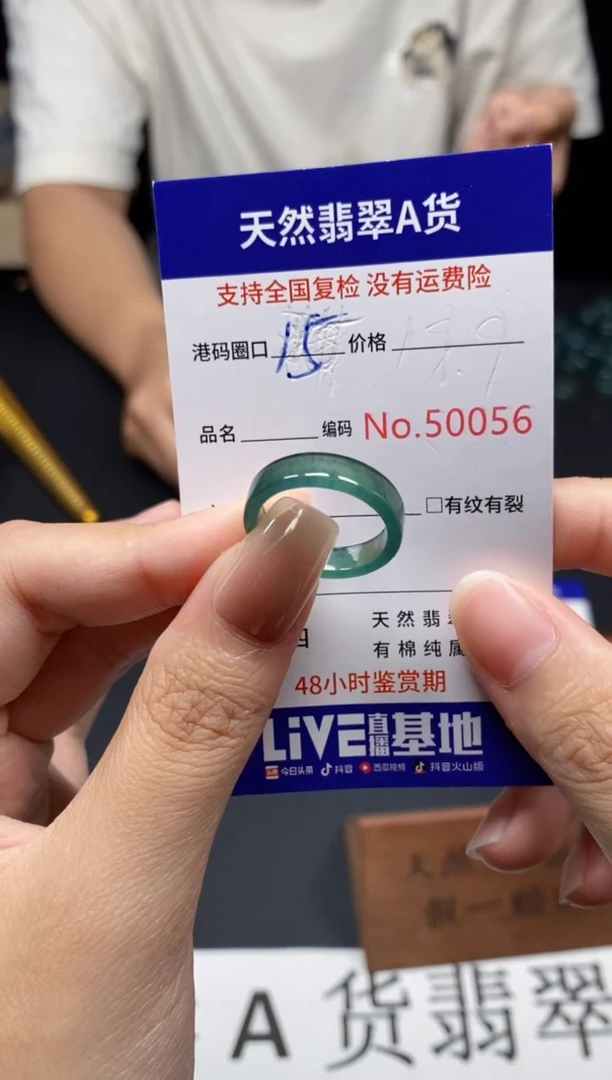 天然翡翠A货
支持全国复检 没有运费险
港码圈口 15 价格
品名 编码 No.50056
□有纹有裂
天然翡
有棉纯属
48小时鉴赏期
LiVE直播基地
今日头条 抖音 西瓜视频 抖音火山版
A货翡翠